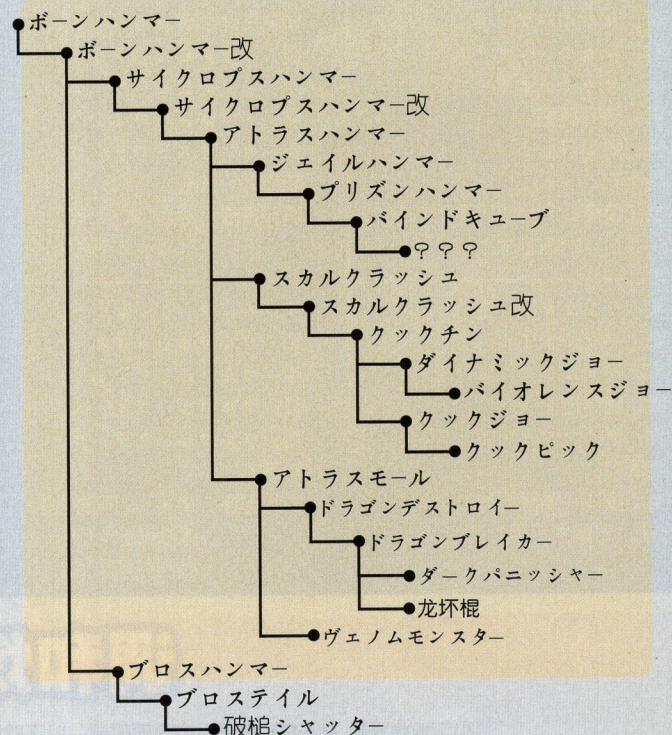 ボーンハンマー
ボーンハンマー改
サイクロプスハンマー
サイクロプスハンマー改
アトラスハンマー
ジェイルハンマー
プリズンハンマー
バインドキューブ
？？？
スカルクラッシュ
スカルクラッシュ改
クックチン
ダイナミックジョー
バイオレンスジョー
クックジョー
クックピック
アトラスモール
ドラゴンデストロイー
ドラゴンブレイカー
ダークパニッシャー
龙坏棍
ヴェノムモンスター
ブロスハンマー
ブロステイル
破槌シャッター